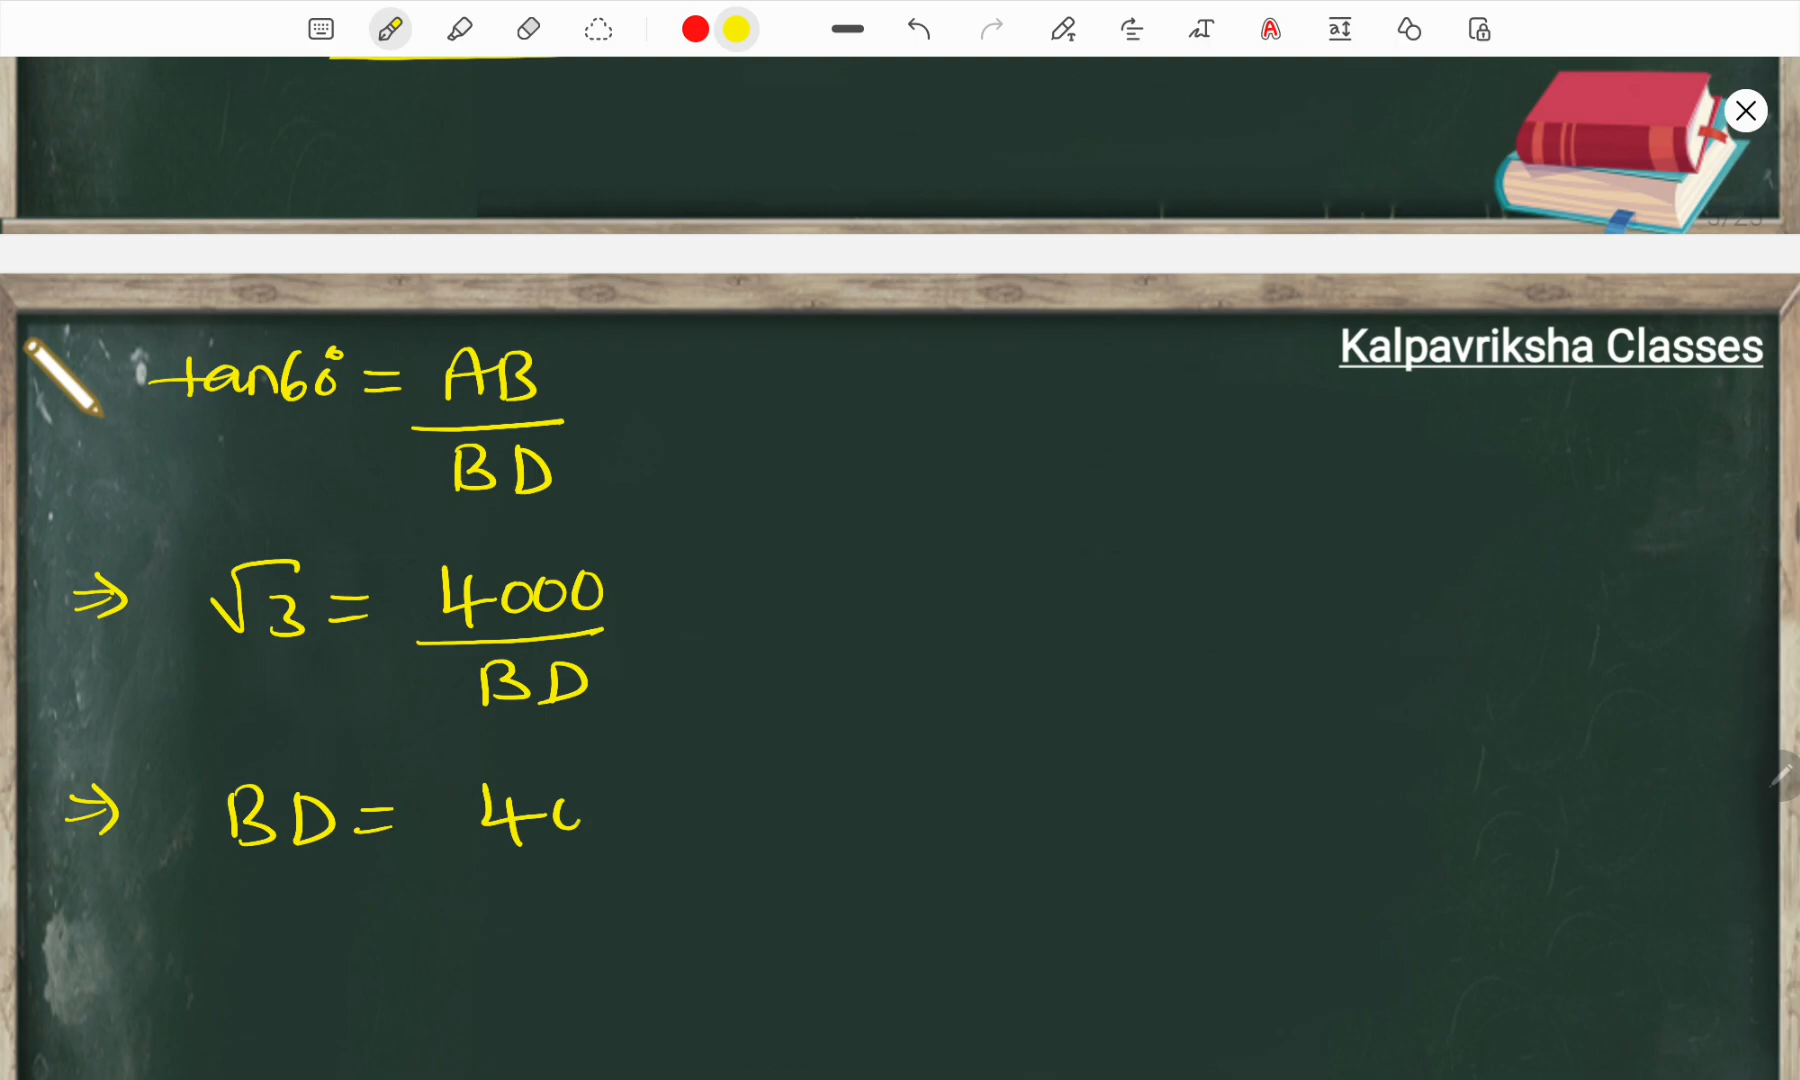 Kalpavriksha Classes
tan60° = AB / BD
⇒ √3 = 4000 / BD
⇒ BD = 40